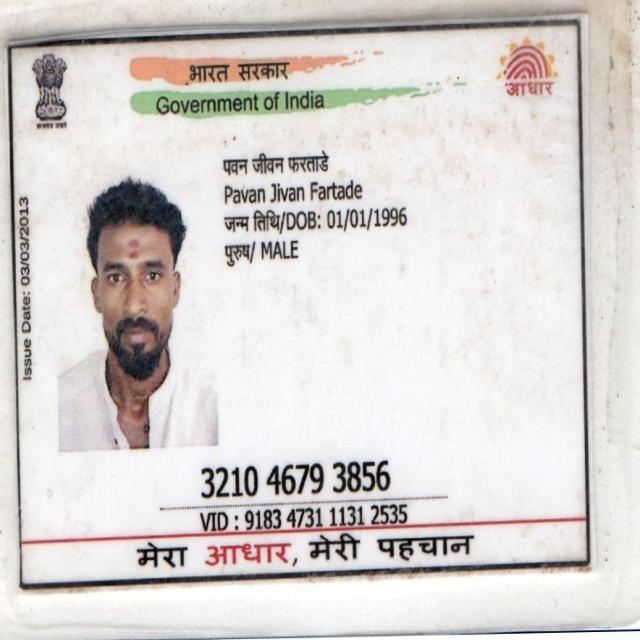 भारत सरकार
Government of India
आधार
Issue Date: 03/03/2013
पवन जीवन फरताडे
Pavan Jivan Fartade
जन्म तिथि/DOB: 01/01/1996
पुरुष/ MALE
3210 4679 3856
VID : 9183 4731 1131 2535
मेरा आधार, मेरी पहचान